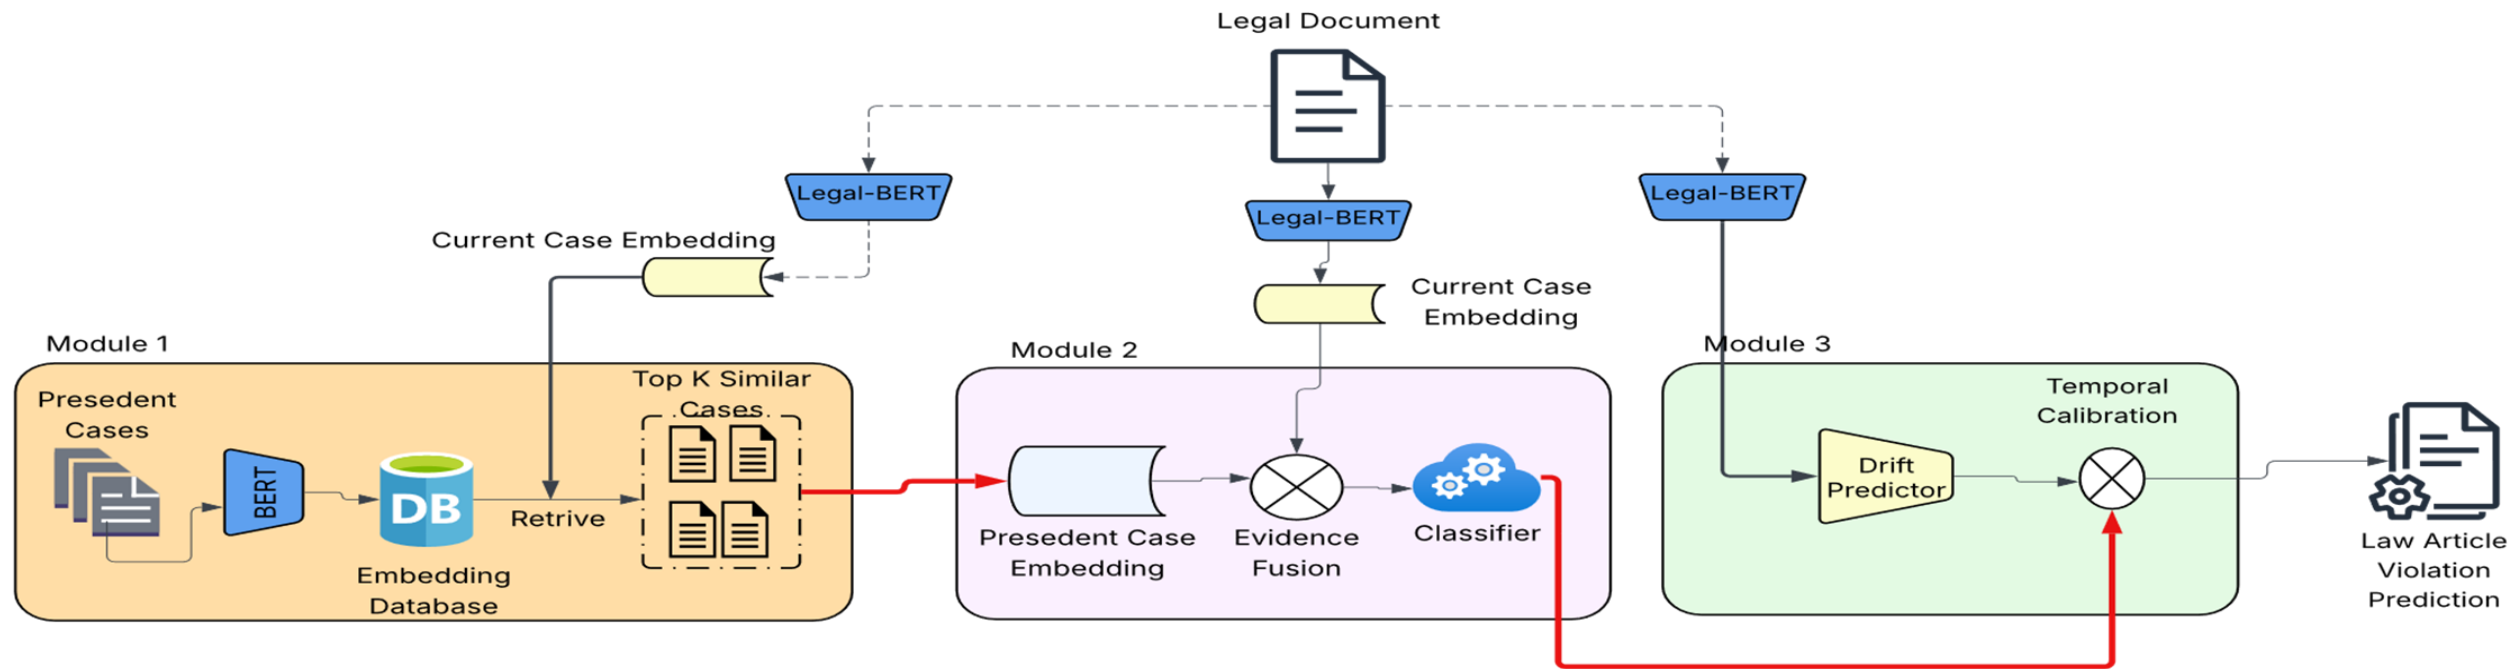 Legal Document
Legal-BERT
Legal-BERT
Legal-BERT
Current Case Embedding
Current Case
Embedding
Module 1
Presedent
Cases
BERT
DB
Embedding
Database
Retrive
Top K Similar
Cases
Module 2
Presedent Case
Embedding
Evidence
Fusion
Classifier
Module 3
Drift
Predictor
Temporal
Calibration
Law Article
Violation
Prediction